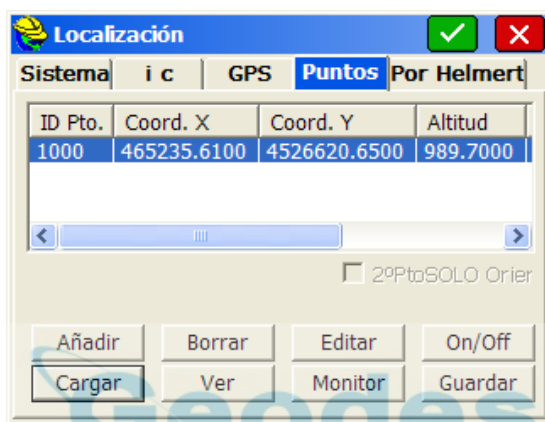 Localización
Sistema i c GPS Puntos Por Helmert
ID Pto. Coord. X Coord. Y Altitud
1000 465235.6100 4526620.6500 989.7000
2ºPtoSOLO Orier
Añadir Borrar Editar On/Off
Cargar Ver Monitor Guardar